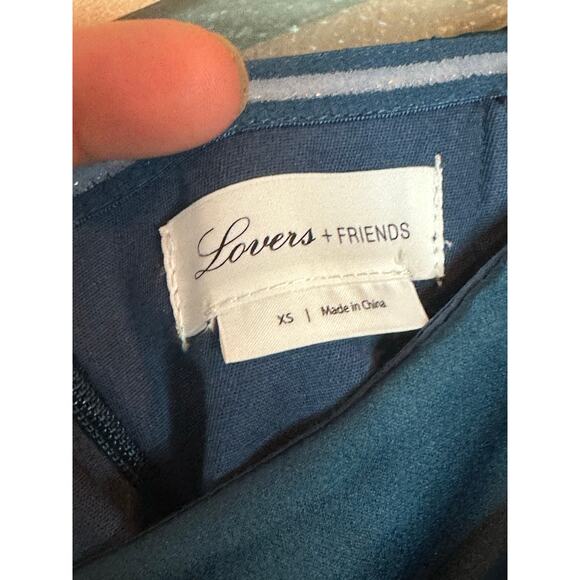 Lovers + FRIENDS
XS | Made in China